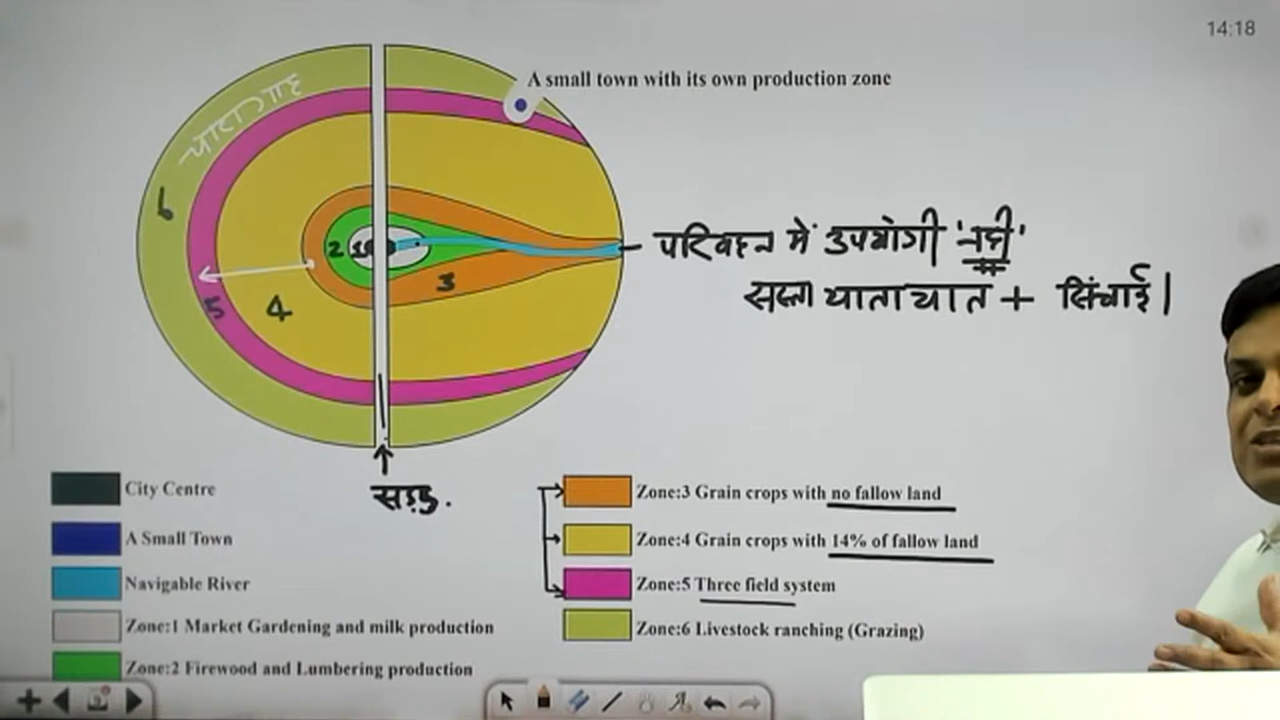 14:18
A small town with its own production zone
चारागाह
6
परिवहन में उपयोगी 'नदी'
2
1
3
सस्ता यातायात + सिंचाई।
5
4
सड़क.
City Centre
A Small Town
Navigable River
Zone:1 Market Gardening and milk production
Zone:2 Firewood and Lumbering production
Zone:3 Grain crops with no fallow land
Zone:4 Grain crops with 14% of fallow land
Zone:5 Three field system
Zone:6 Livestock ranching (Grazing)